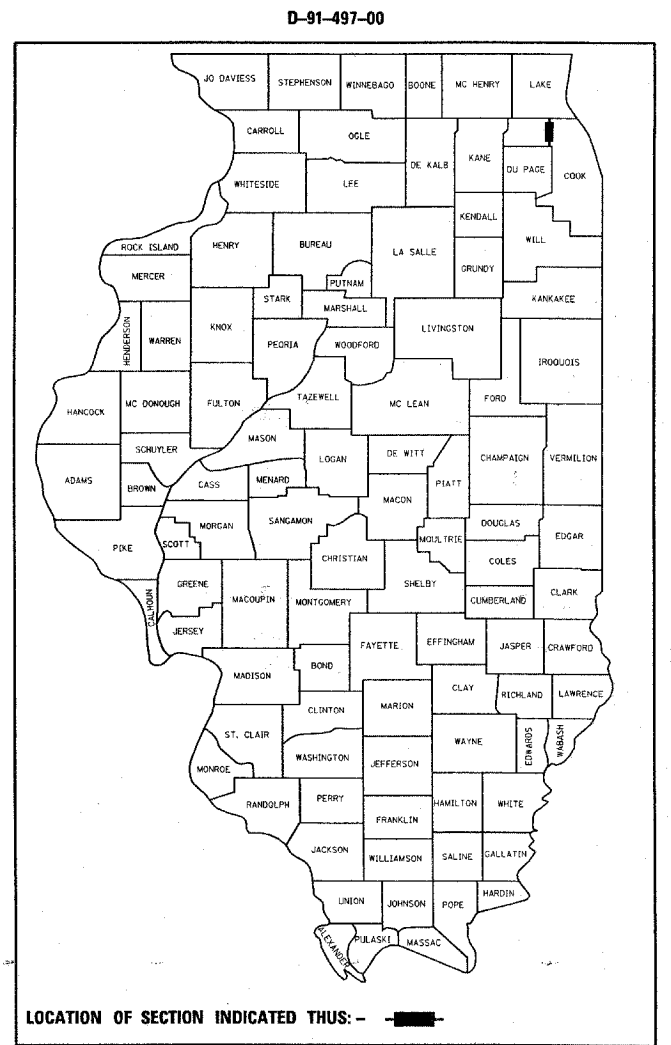 D-91-497-00
JO DAVIESS STEPHENSON WINNEBAGO BOONE MC HENRY LAKE
CARROLL OGLE DE KALB KANE COOK
DU PAGE
WHITESIDE LEE
KENDALL
ROCK ISLAND HENRY BUREAU LA SALLE WILL
MERCER PUTNAM GRUNDY
STARK MARSHALL KANKAKEE
HENDERSON WARREN KNOX PEORIA WOODFORD LIVINGSTON
IROQUOIS
HANCOCK MC DONOUGH FULTON TAZEWELL MC LEAN FORD
MASON
SCHUYLER LOGAN DE WITT CHAMPAIGN VERMILION
ADAMS BROWN CASS MENARD PIATT
MACON
PIKE SCOTT MORGAN SANGAMON DOUGLAS
MOULTRIE EDGAR
CHRISTIAN COLES
CALHOUN GREENE MACOUPIN MONTGOMERY SHELBY CUMBERLAND CLARK
JERSEY
FAYETTE EFFINGHAM JASPER CRAWFORD
MADISON BOND
CLAY RICHLAND LAWRENCE
CLINTON MARION
ST. CLAIR WAYNE EDWARDS WABASH
MONROE WASHINGTON JEFFERSON
RANDOLPH PERRY HAMILTON WHITE
FRANKLIN
JACKSON WILLIAMSON SALINE GALLATIN
HARDIN
UNION JOHNSON POPE
ALEXANDER PULASKI MASSAC
LOCATION OF SECTION INDICATED THUS: -